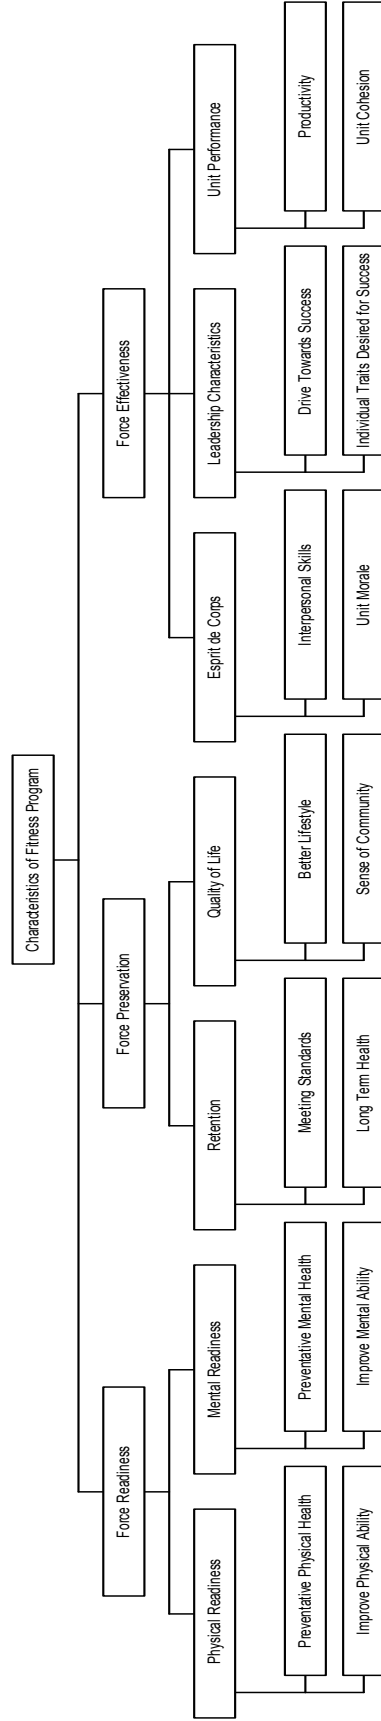 Characteristics of Fitness Program
Force Readiness
Force Preservation
Force Effectiveness
Physical Readiness
Mental Readiness
Retention
Quality of Life
Esprit de Corps
Leadership Characteristics
Unit Performance
Preventative Physical Health
Preventative Mental Health
Meeting Standards
Better Lifestyle
Interpersonal Skills
Drive Towards Success
Productivity
Improve Physical Ability
Improve Mental Ability
Long Term Health
Sense of Community
Unit Morale
Individual Traits Desired for Success
Unit Cohesion